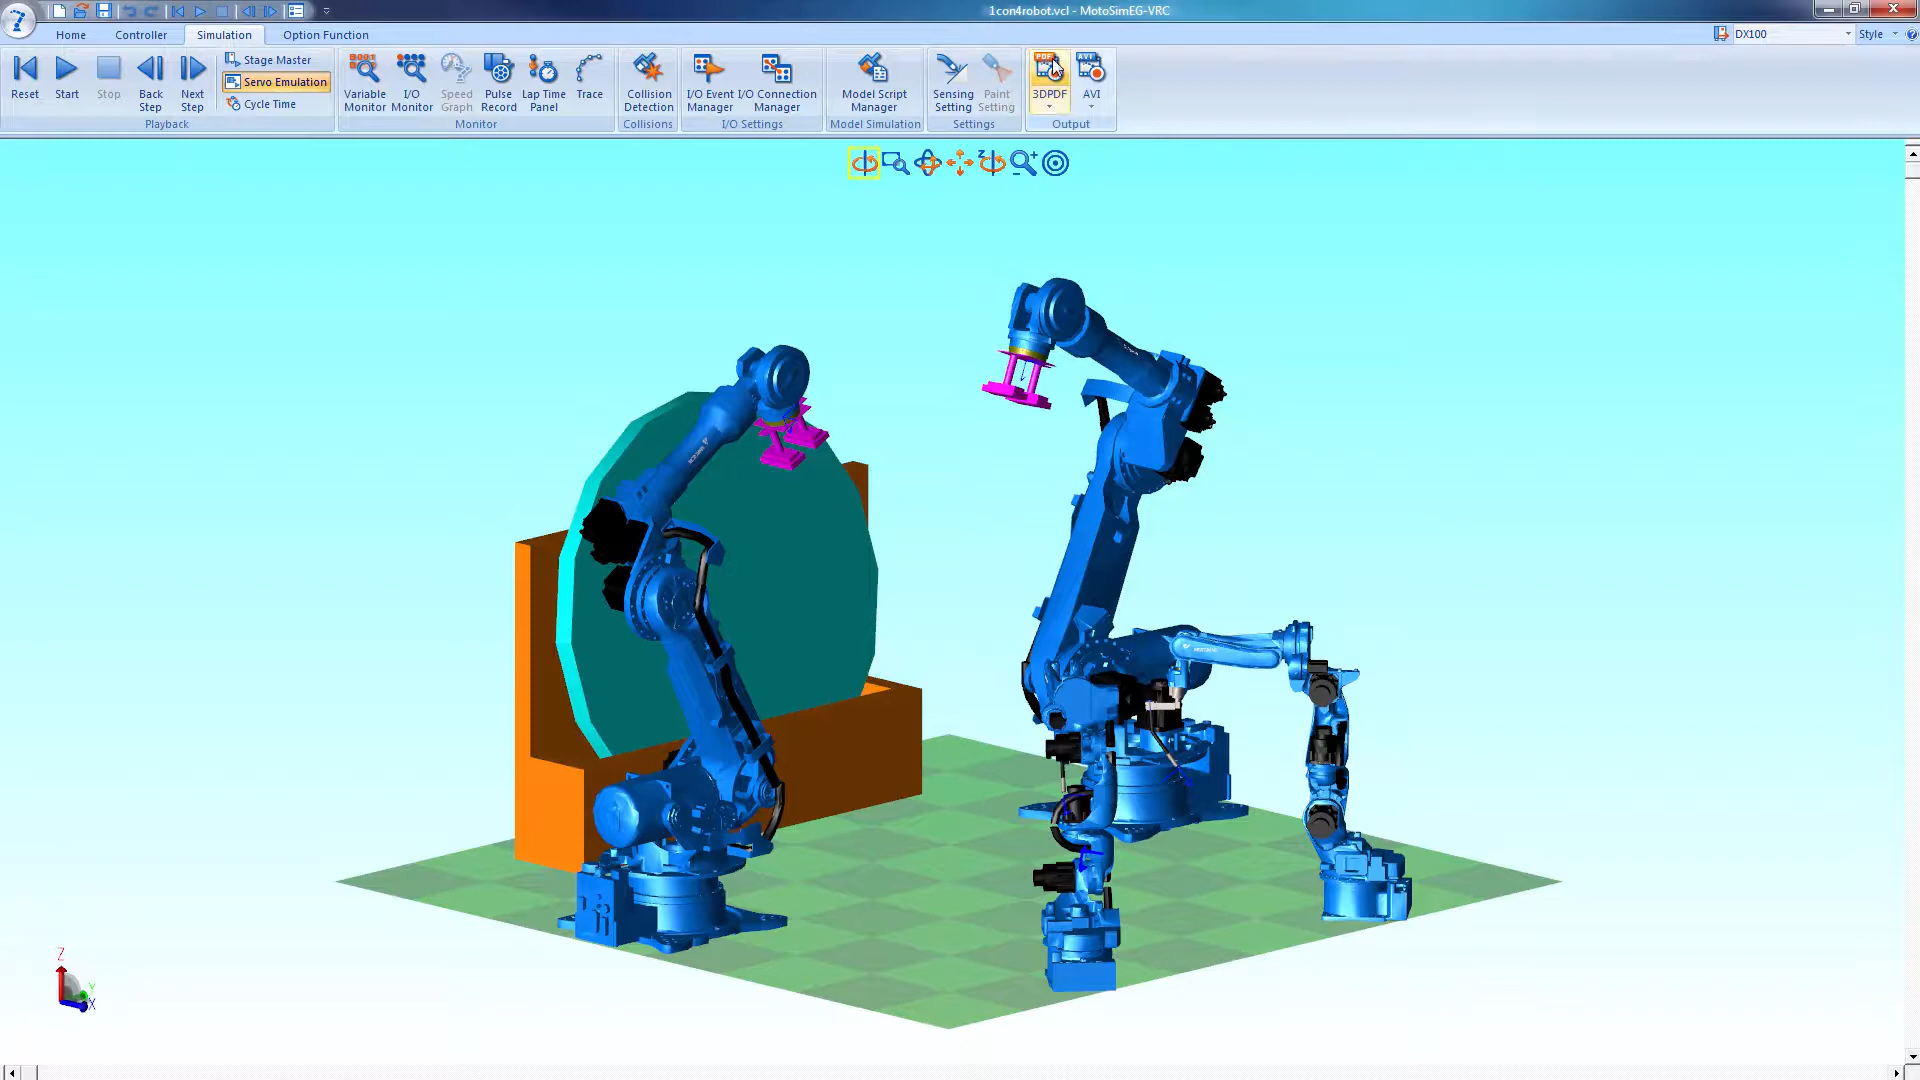 1con4robot.vcl - MotoSimEG-VRC
Home Controller Simulation Option Function
DX100 Style
Reset Start Stop Back Step Next Step
Stage Master
Servo Emulation
Cycle Time
Playback
Variable Monitor I/O Monitor Speed Graph Pulse Record Lap Time Panel Trace
Monitor
Collision Detection
Collisions
I/O Event Manager I/O Connection Manager
I/O Settings
Model Script Manager
Model Simulation
Sensing Setting Paint Setting
Settings
PDF AVI
3DPDF AVI
Output
Z
Z
Y
X